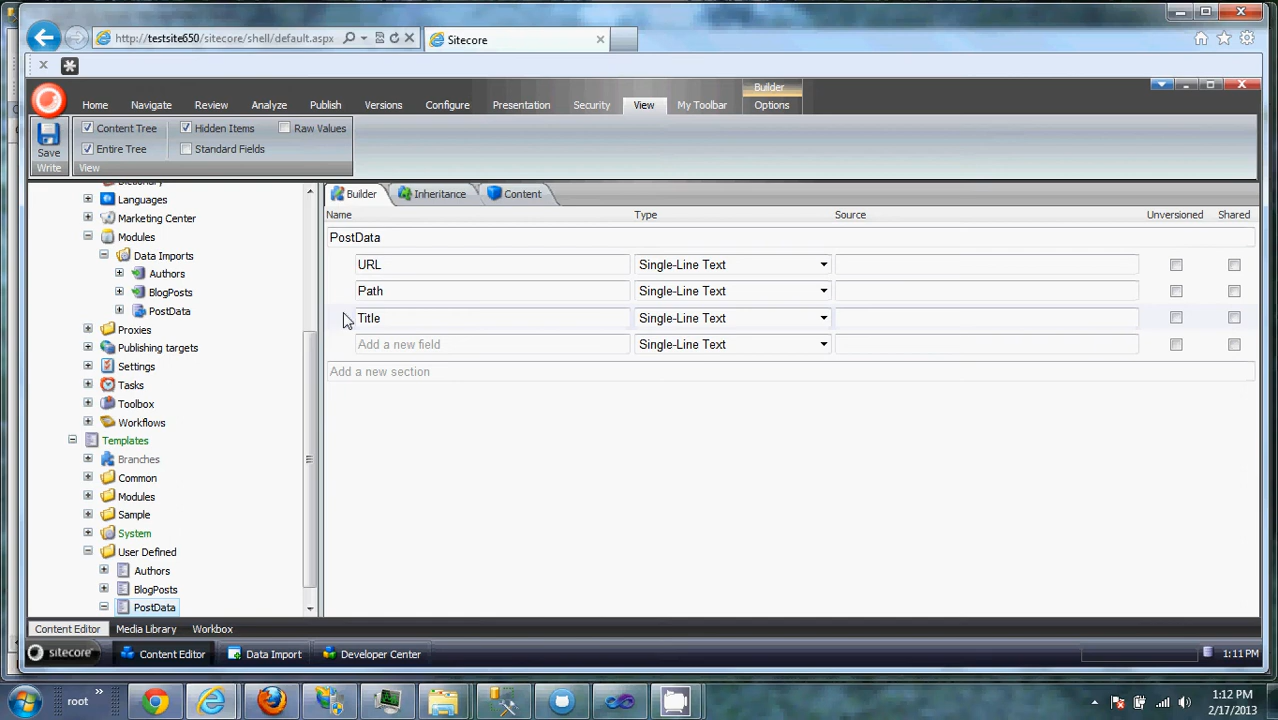 http://testsite650/sitecore/shell/default.aspx
Sitecore
Builder
Home Navigate Review Analyze Publish Versions Configure Presentation Security View My Toolbar Options
Content Tree Hidden Items Raw Values
Save
Entire Tree Standard Fields
Write View
Dictionary
Languages
Marketing Center
Modules
Data Imports
Authors
BlogPosts
PostData
Proxies
Publishing targets
Settings
Tasks
Toolbox
Workflows
Templates
Branches
Common
Modules
Sample
System
User Defined
Authors
BlogPosts
PostData
Builder Inheritance Content
Name Type Source Unversioned Shared
PostData
URL Single-Line Text
Path Single-Line Text
Title Single-Line Text
Add a new field Single-Line Text
Add a new section
Content Editor Media Library Workbox
sitecore Content Editor Data Import Developer Center 1:11 PM
root 1:12 PM
2/17/2013